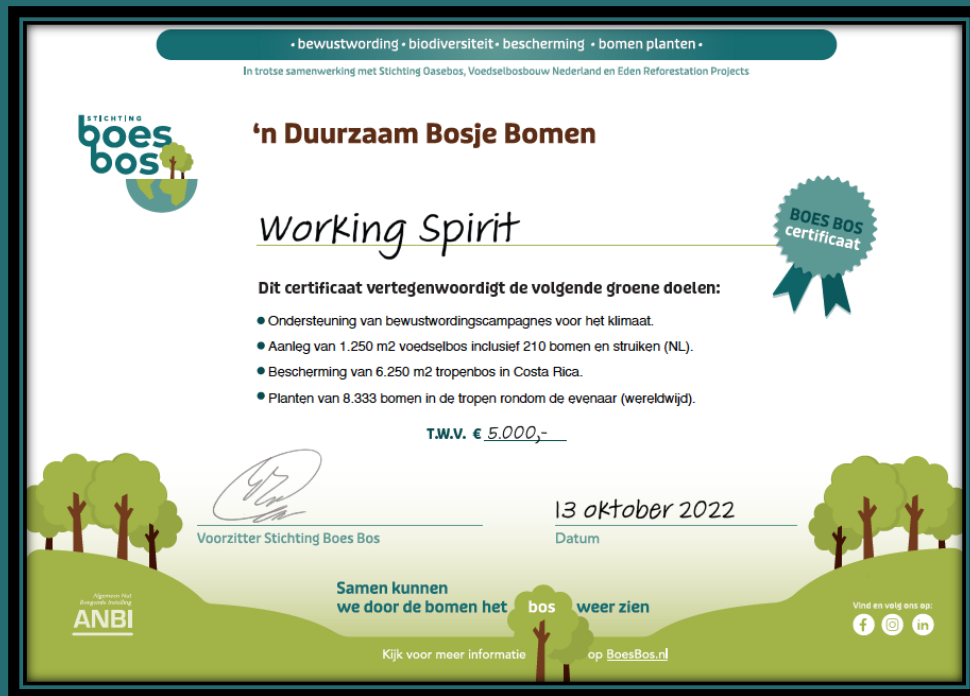 • bewustwording • biodiversiteit • bescherming • bomen planten •
In trotse samenwerking met Stichting Oasebos, Voedselbosbouw Nederland en Eden Reforestation Projects
STICHTING
boes
bos
'n Duurzaam Bosje Bomen
Working Spirit
BOES BOS
certificaat
Dit certificaat vertegenwoordigt de volgende groene doelen:
• Ondersteuning van bewustwordingscampagnes voor het klimaat.
• Aanleg van 1.250 m2 voedselbos inclusief 210 bomen en struiken (NL).
• Bescherming van 6.250 m2 tropenbos in Costa Rica.
• Planten van 8.333 bomen in de tropen rondom de evenaar (wereldwijd).
T.W.V. € 5.000,-
13 oktober 2022
Voorzitter Stichting Boes Bos
Datum
Samen kunnen
we door de bomen het bos weer zien
Algemeen Nut
Beogende Instelling
ANBI
Vind en volg ons op:
Kijk voor meer informatie op BoesBos.nl